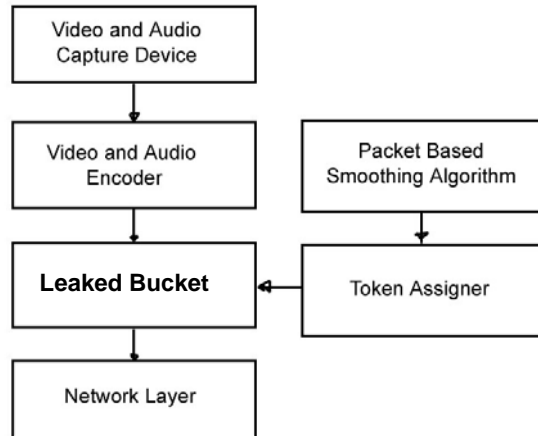 Video and Audio
Capture Device
Video and Audio
Encoder
Packet Based
Smoothing Algorithm
Leaked Bucket
Token Assigner
Network Layer